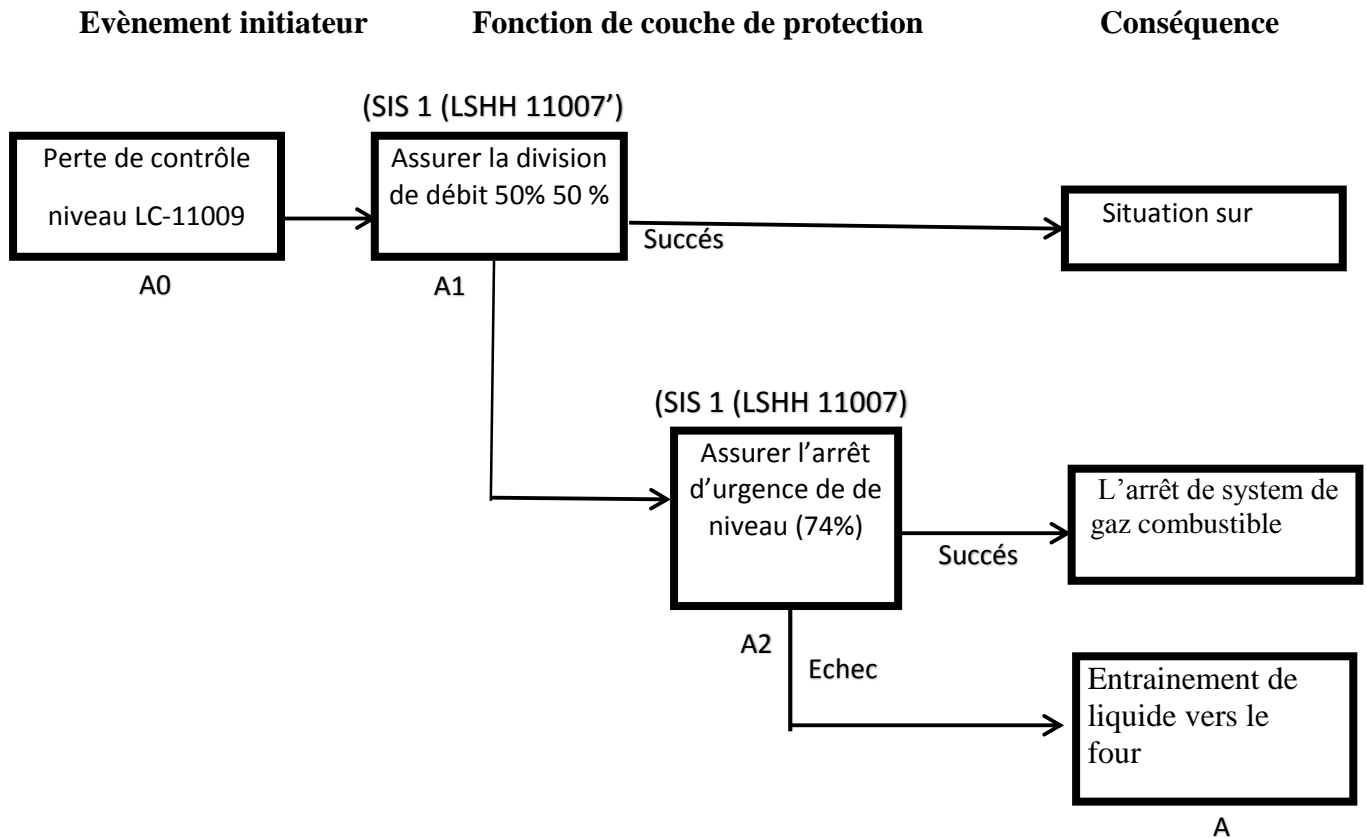 Evènement initiateur
Fonction de couche de protection
Conséquence
(SIS 1 (LSHH 11007’)
Perte de contrôle
niveau LC-11009
A0
Assurer la division
de débit 50% 50 %
A1
Succés
Situation sur
(SIS 1 (LSHH 11007)
Assurer l’arrêt
d’urgence de de
niveau (74%)
A2
Succés
L’arrêt de system de
gaz combustible
Echec
Entrainement de
liquide vers le
four
A